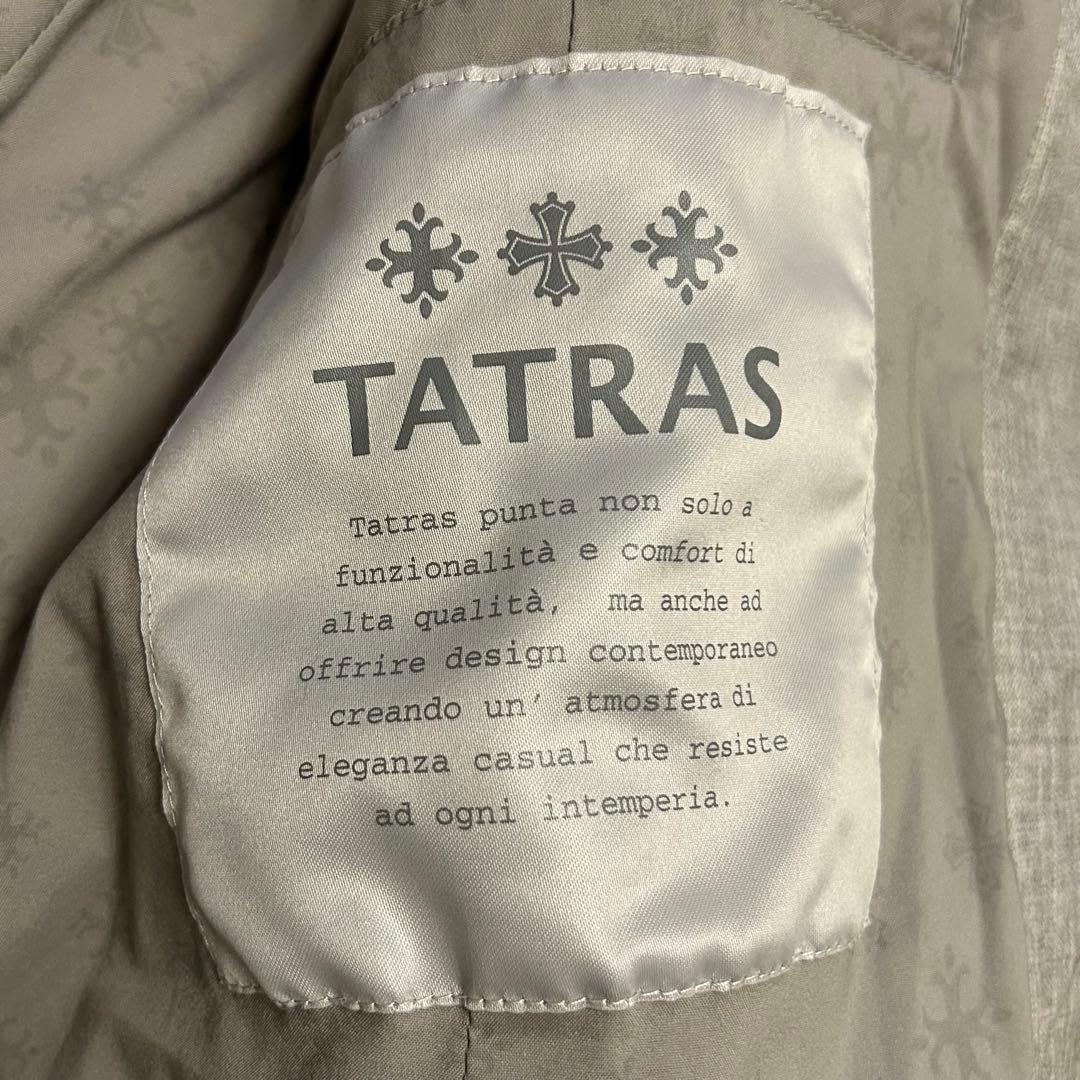 TATRAS
Tatras punta non solo a
funzionalità e comfort di
alta qualità, ma anche ad
offrire design contemporaneo
creando un' atmosfera di
eleganza casual che resiste
ad ogni intemperia.